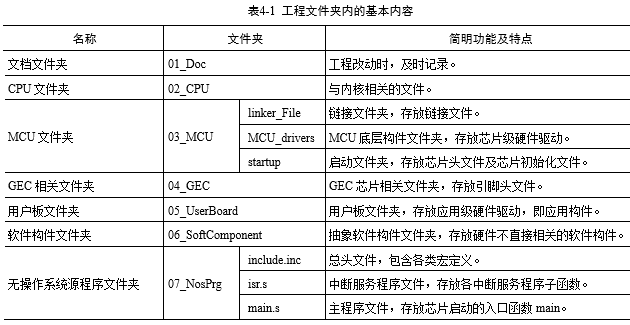 表4-1 工程文件夹内的基本内容
名称 文件夹 简明功能及特点
文档文件夹 01_Doc 工程改动时，及时记录。
CPU 文件夹 02_CPU 与内核相关的文件。
MCU 文件夹 03_MCU linker_File 链接文件夹，存放链接文件。
MCU_drivers MCU 底层构件文件夹，存放芯片级硬件驱动。
startup 启动文件夹，存放芯片头文件及芯片初始化文件。
GEC 相关文件夹 04_GEC GEC 芯片相关文件夹，存放引脚头文件。
用户板文件夹 05_UserBoard 用户板文件夹，存放应用级硬件驱动，即应用构件。
软件构件文件夹 06_SoftComponent 抽象软件构件文件夹，存放硬件不直接相关的软件构件。
无操作系统源程序文件夹 07_NosPrg include.inc 总头文件，包含各类宏定义。
isr.s 中断服务程序文件，存放各中断服务程序子函数。
main.s 主程序文件，存放芯片启动的入口函数 main。